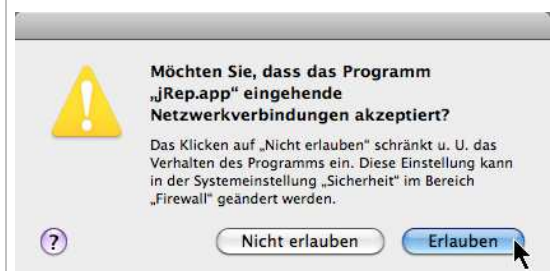 Möchten Sie, dass das Programm
„jRep.app“ eingehende
Netzwerkverbindungen akzeptiert?
Das Klicken auf „Nicht erlauben“ schränkt u. U. das
Verhalten des Programms ein. Diese Einstellung kann
in der Systemeinstellung „Sicherheit“ im Bereich
„Firewall“ geändert werden.
? Nicht erlauben Erlauben